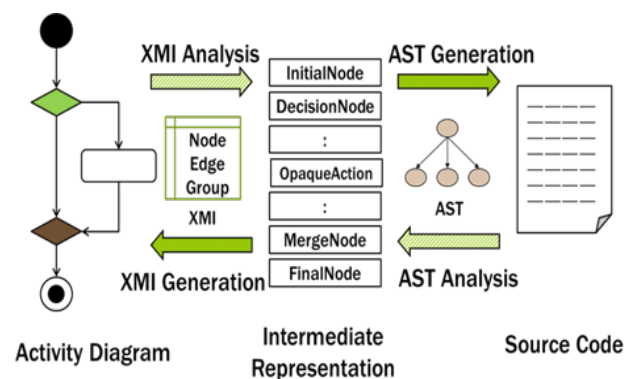 XMI Analysis
AST Generation
InitialNode
DecisionNode
:
OpaqueAction
:
MergeNode
FinalNode
Node
Edge
Group
XMI
AST
XMI Generation
AST Analysis
Activity Diagram
Intermediate
Representation
Source Code